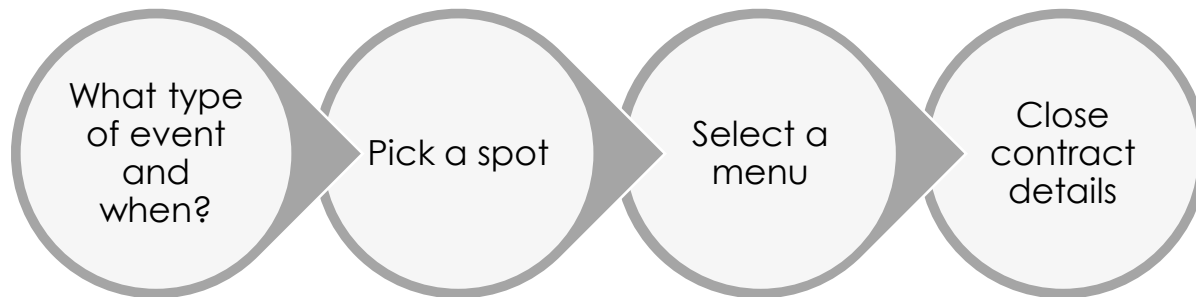 What type
of event
and
when?
Pick a spot
Select a
menu
Close
contract
details